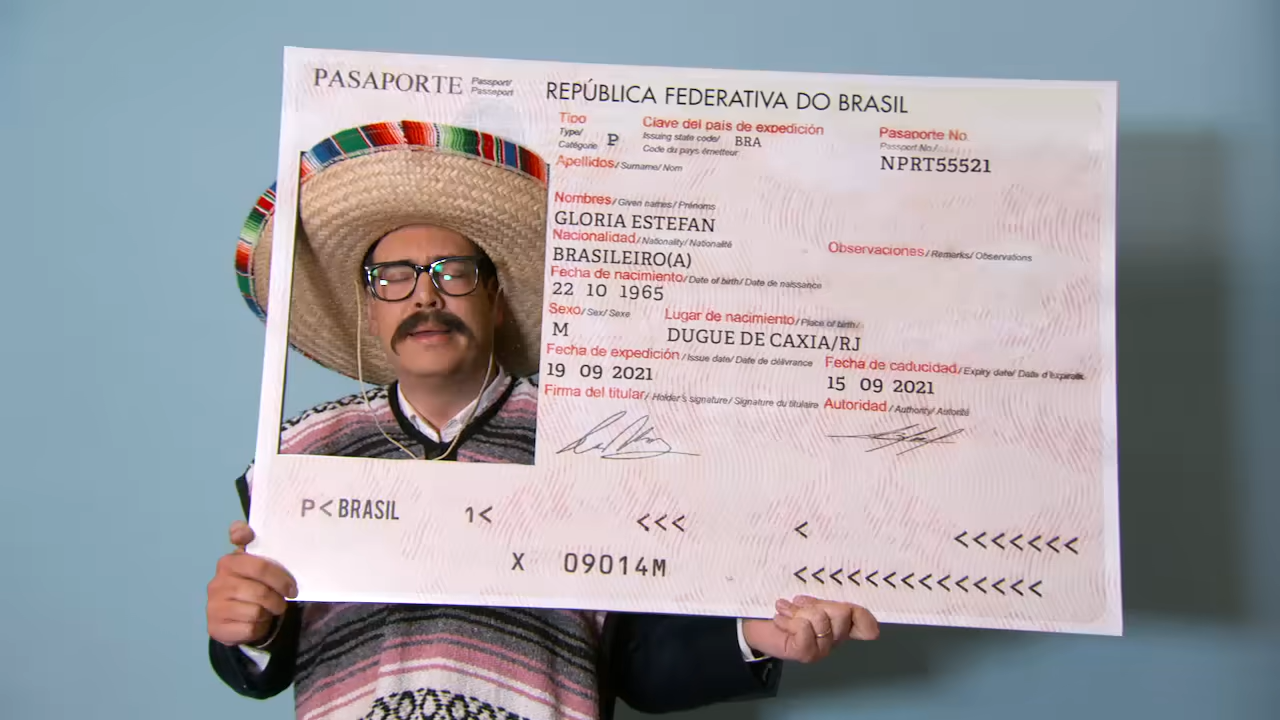 PASAPORTE Passport/ Passeport
REPÚBLICA FEDERATIVA DO BRASIL
Tipo Clave del país de expedición Pasaporte No.
Type/ Issuing state code/ BRA Passport No./
Catégorie P Code du pays émetteur NPRT55521
Apellidos/ Surname/ Nom
Nombres/ Given names/ Prénoms
GLORIA ESTEFAN
Nacionalidad/ Nationality/ Nationalité Observaciones/ Remarks/ Observations
BRASILEIRO(A)
Fecha de nacimiento/ Date of birth/ Date de naissance
22 10 1965
Sexo/ Sex/ Sexe Lugar de nacimiento/ Place of birth/
M DUGUE DE CAXIA/RJ
Fecha de expedición/ Issue date/ Date de délivrance Fecha de caducidad/ Expiry date/ Date d'expiration
19 09 2021 15 09 2021
Firma del titular/ Holder's signature/ Signature du titulaire Autoridad/ Authority/ Autorité
P<BRASIL 1< <<< < <<<<<<<
X 09014M <<<<<<<<<<<<<<